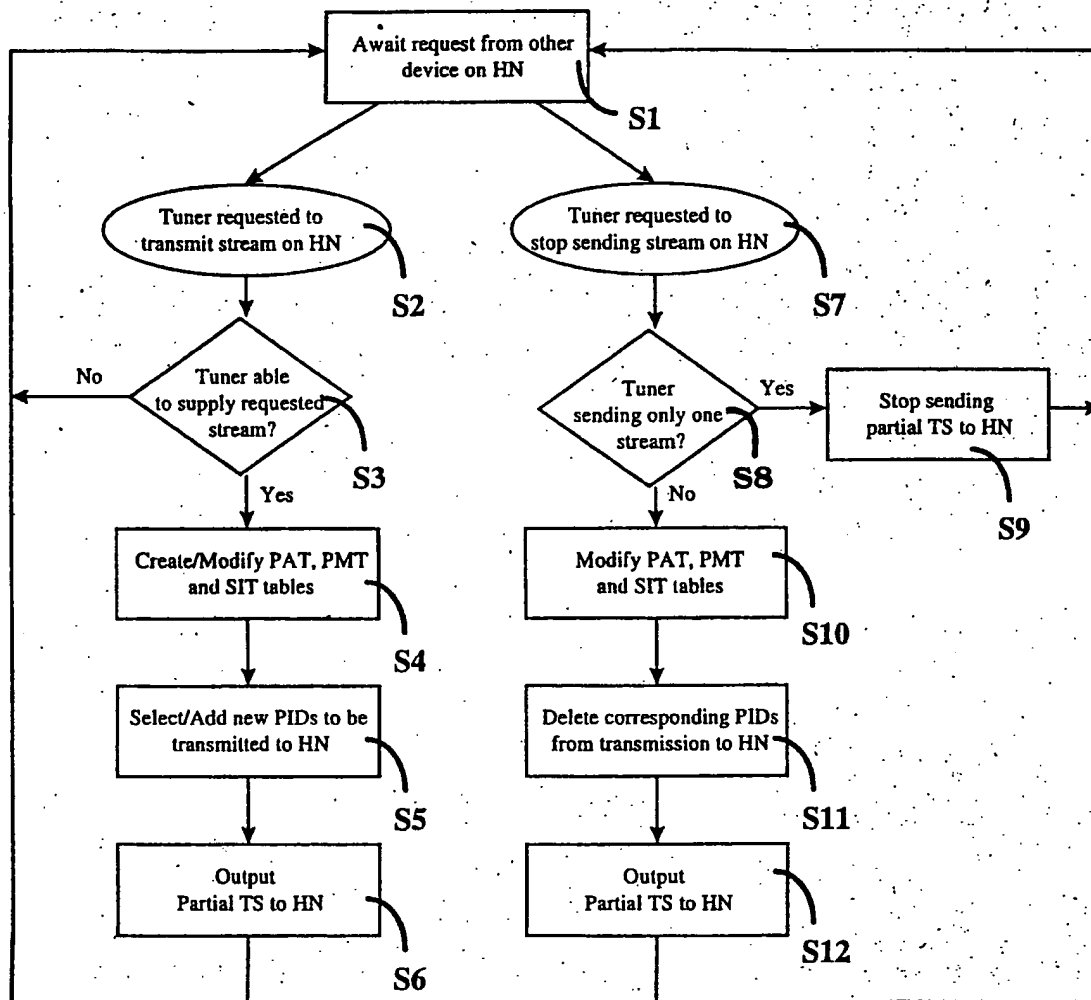 Await request from other
device on HN
S1
Tuner requested to
transmit stream on HN
S2
Tuner requested to
stop sending stream on HN
S7
No
Tuner able
to supply requested
stream?
S3
Yes
Tuner
sending only one
stream?
S8
Yes
Stop sending
partial TS to HN
S9
No
Create/Modify PAT, PMT
and SIT tables
S4
Modify PAT, PMT
and SIT tables
S10
Select/Add new PIDs to be
transmitted to HN
S5
Delete corresponding PIDs
from transmission to HN
S11
Output
Partial TS to HN
S6
Output
Partial TS to HN
S12